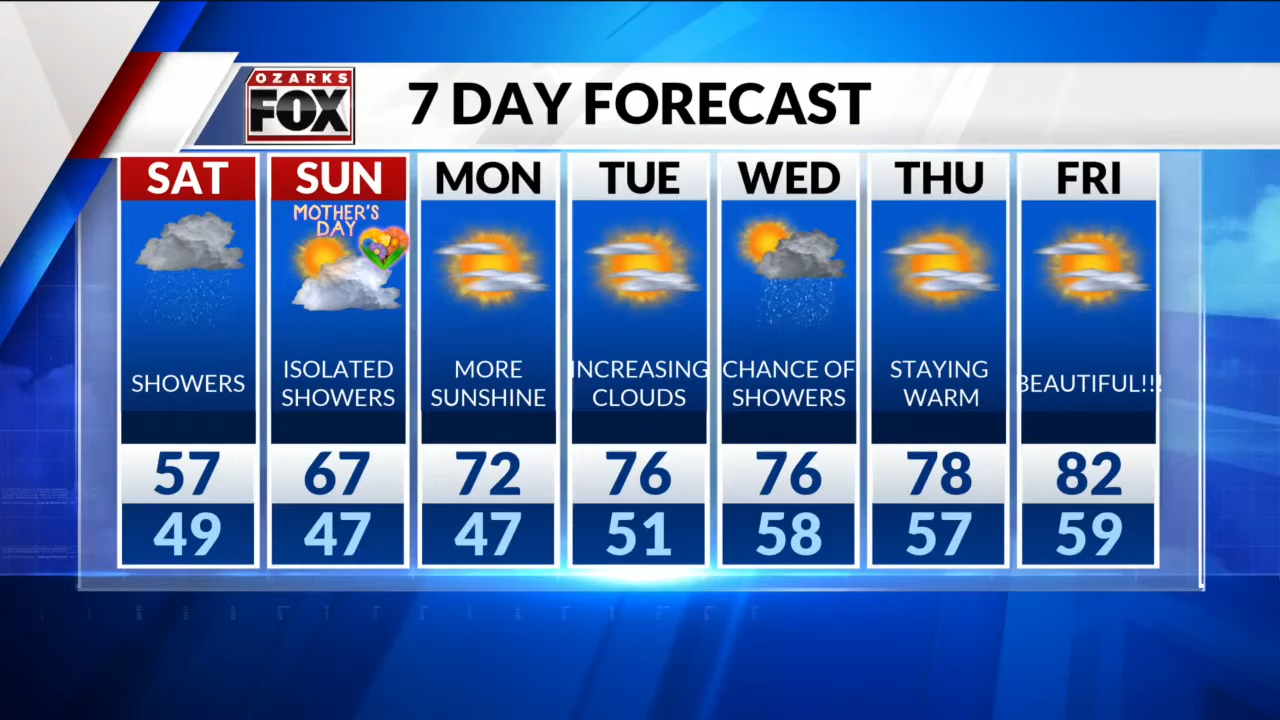 OZARKS
FOX
7 DAY FORECAST
SAT
SUN
MON
TUE
WED
THU
FRI
MOTHER'S
DAY
SHOWERS
ISOLATED
SHOWERS
MORE
SUNSHINE
INCREASING
CLOUDS
CHANCE OF
SHOWERS
STAYING
WARM
BEAUTIFUL!!!
57
67
72
76
76
78
82
49
47
47
51
58
57
59